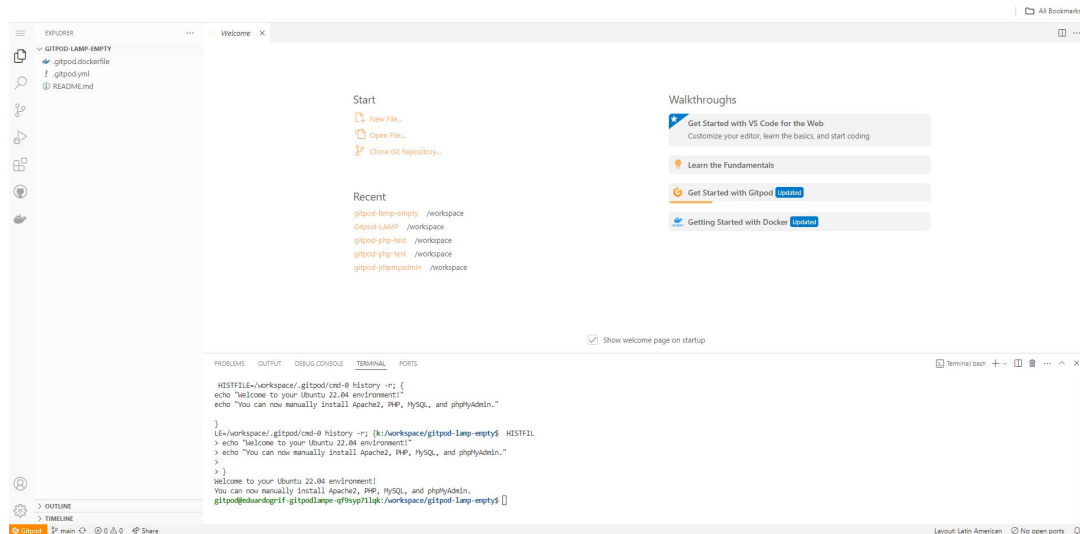 All Bookmarks
EXPLORER
Welcome
GITPOD-LAMP-EMPTY
.gitpod.dockerfile
.gitpod.yml
README.md
Start
New File...
Open File...
Clone Git Repository...
Recent
gitpod-lamp-empty /workspace
Gitpod-LAMP /workspace
gitpod-php-test /workspace
gitpod-php-test /workspace
gitpod-phpmyadmin /workspace
Walkthroughs
Get Started with VS Code for the Web
Customize your editor, learn the basics, and start coding
Learn the Fundamentals
Get Started with Gitpod Updated
Getting Started with Docker Updated
Show welcome page on startup
PROBLEMS OUTPUT DEBUG CONSOLE TERMINAL PORTS
Terminal: bash
HISTFILE=/workspace/.gitpod/cmd-0 history -r; {
echo "Welcome to your Ubuntu 22.04 environment!"
echo "You can now manually install Apache2, PHP, MySQL, and phpMyAdmin."
}
LE=/workspace/.gitpod/cmd-0 history -r; {k:/workspace/gitpod-lamp-empty$ HISTFIL
> echo "Welcome to your Ubuntu 22.04 environment!"
> echo "You can now manually install Apache2, PHP, MySQL, and phpMyAdmin."
>
> }
Welcome to your Ubuntu 22.04 environment!
You can now manually install Apache2, PHP, MySQL, and phpMyAdmin.
gitpod@eduardogrif-gitpodlampe-qf9syp71lqk:/workspace/gitpod-lamp-empty$
OUTLINE
TIMELINE
Gitpod main 0 0 Share
Layout: Latin American No open ports